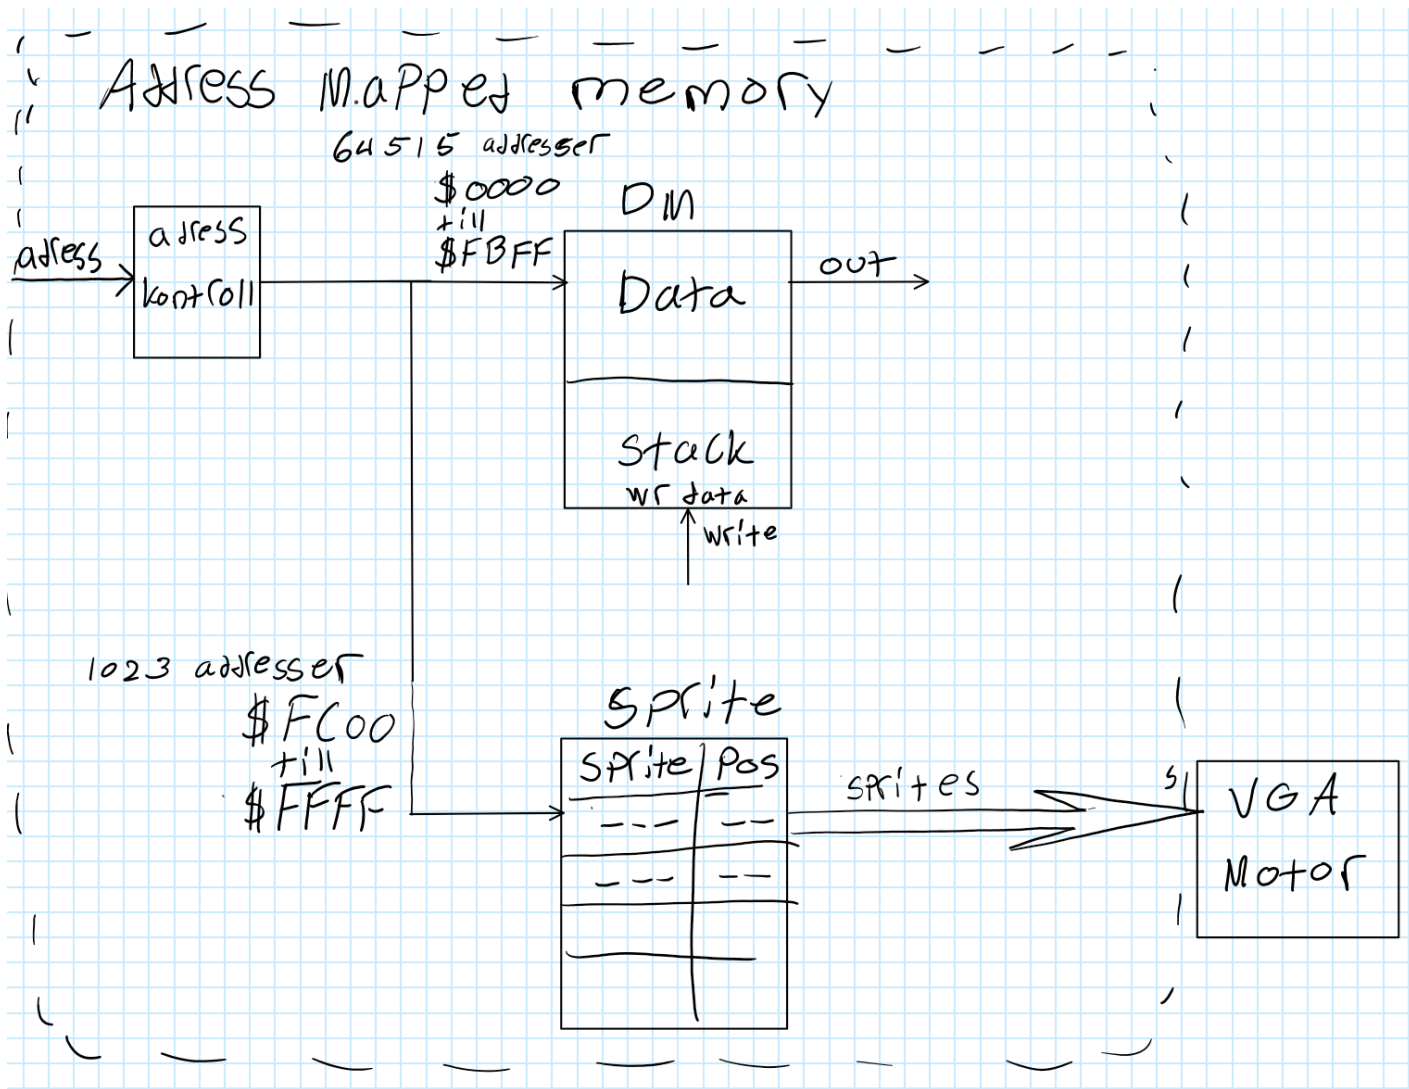 Address Mapped memory
64515 addresser
$0000
till
$FBFF
DM
adress
adress
kontroll
Data
out
Stack
wr data
write
1023 addresser
$FC00
till
$FFFF
Sprite
Sprite Pos
sprites
VGA
Motor